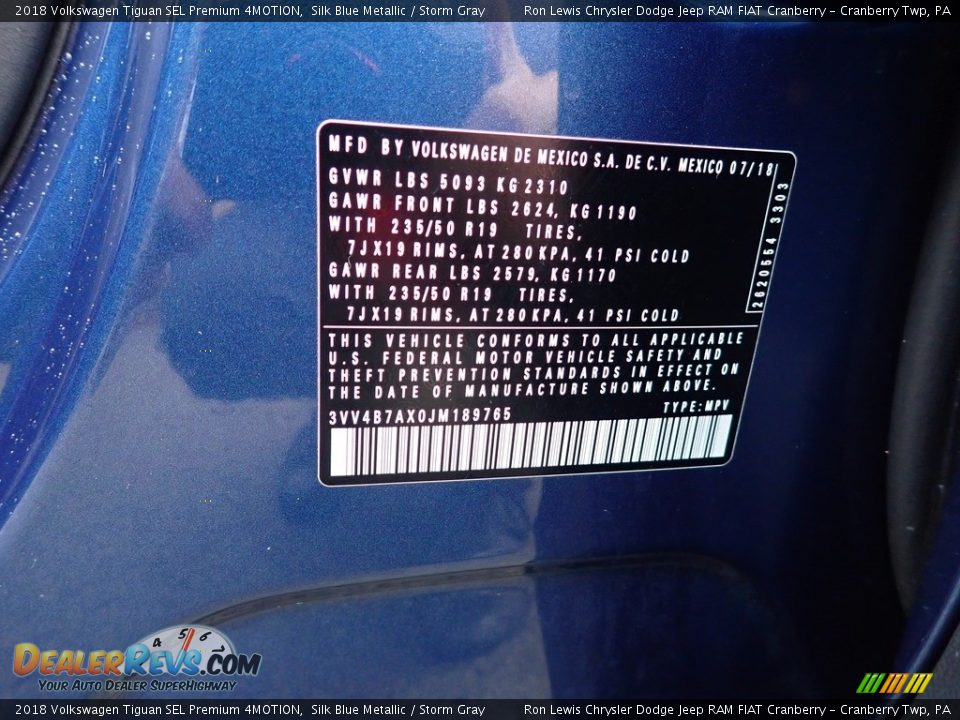 2018 Volkswagen Tiguan SEL Premium 4MOTION, Silk Blue Metallic / Storm Gray Ron Lewis Chrysler Dodge Jeep RAM FIAT Cranberry - Cranberry Twp, PA
MFD BY VOLKSWAGEN DE MEXICO S.A. DE C.V. MEXICO 07/18
GVWR LBS 5093 KG 2310
GAWR FRONT LBS 2624, KG 1190
WITH 235/50 R19 TIRES,
7JX19 RIMS, AT 280 KPA, 41 PSI COLD
GAWR REAR LBS 2579, KG 1170
WITH 235/50 R19 TIRES,
7JX19 RIMS, AT 280 KPA, 41 PSI COLD
2620554 3303
THIS VEHICLE CONFORMS TO ALL APPLICABLE
U.S. FEDERAL MOTOR VEHICLE SAFETY AND
THEFT PREVENTION STANDARDS IN EFFECT ON
THE DATE OF MANUFACTURE SHOWN ABOVE.
3VV4B7AX0JM189765 TYPE: MPV
4 5 6 7
DEALERREVS.COM
YOUR AUTO DEALER SUPERHIGHWAY
2018 Volkswagen Tiguan SEL Premium 4MOTION, Silk Blue Metallic / Storm Gray Ron Lewis Chrysler Dodge Jeep RAM FIAT Cranberry - Cranberry Twp, PA